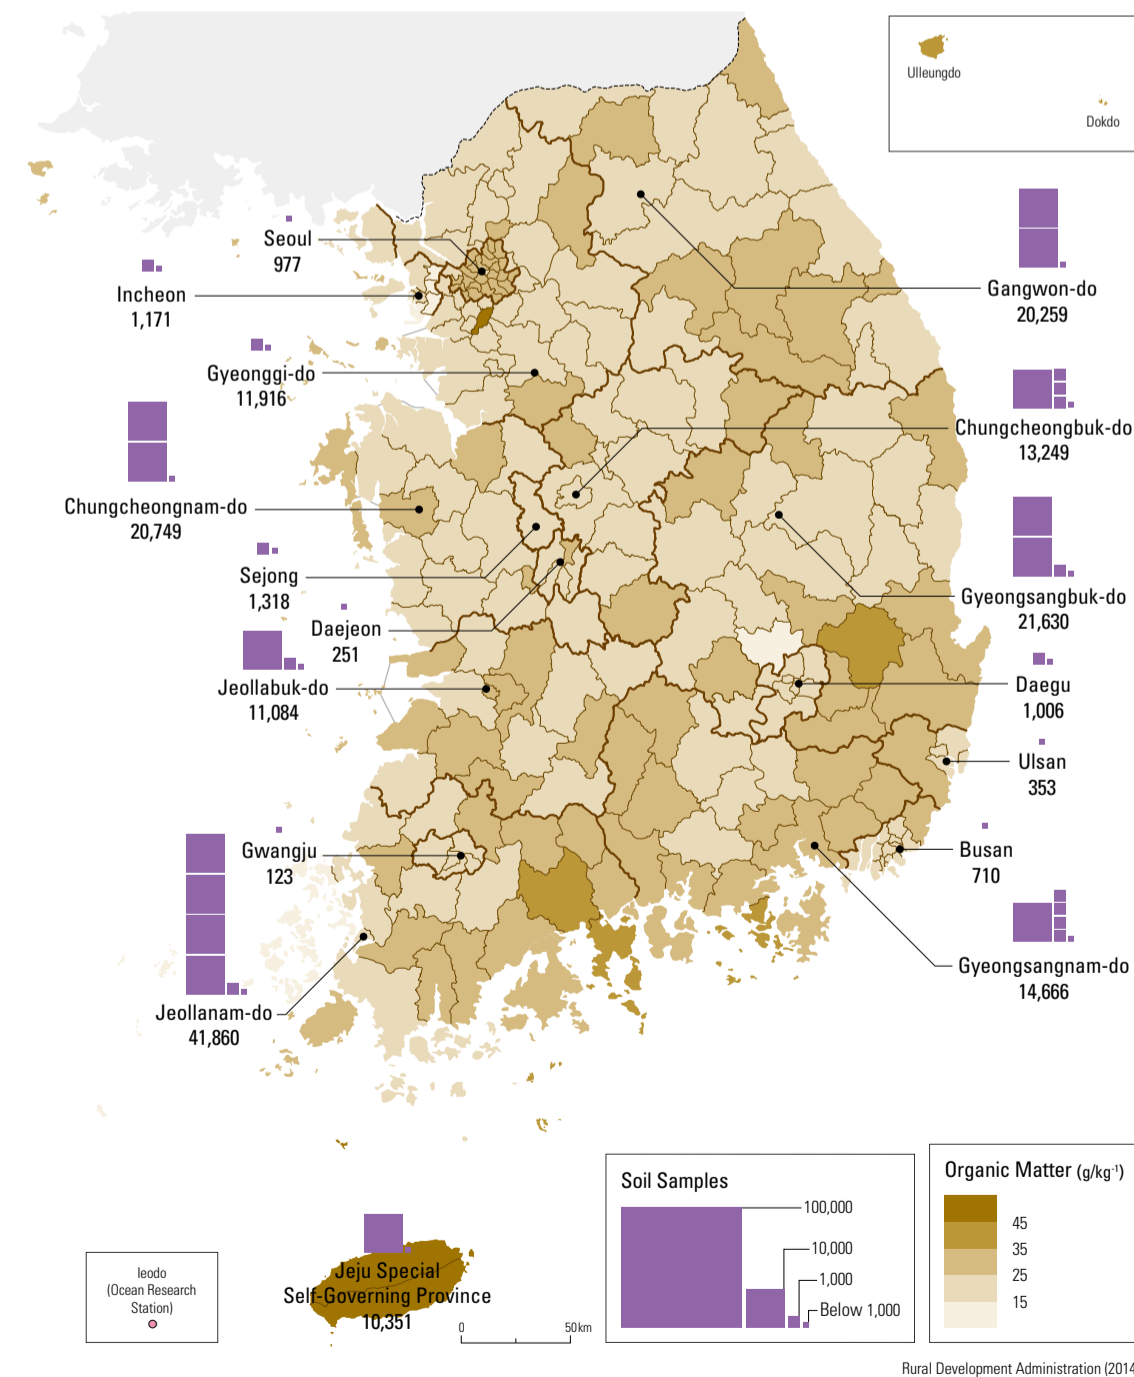 Ulleungdo
Dokdo
Seoul
977
Incheon
1,171
Gangwon-do
20,259
Gyeonggi-do
11,916
Chungcheongbuk-do
13,249
Chungcheongnam-do
20,749
Sejong
1,318
Gyeongsangbuk-do
21,630
Daejeon
251
Jeollabuk-do
11,084
Daegu
1,006
Ulsan
353
Gwangju
123
Busan
710
Gyeongsangnam-do
14,666
Jeollanam-do
41,860
Jeju Special
Self-Governing Province
10,351
Ieodo
(Ocean Research
Station)
0 50km
Soil Samples
100,000
10,000
1,000
Below 1,000
Organic Matter (g/kg⁻¹)
45
35
25
15
Rural Development Administration (2014